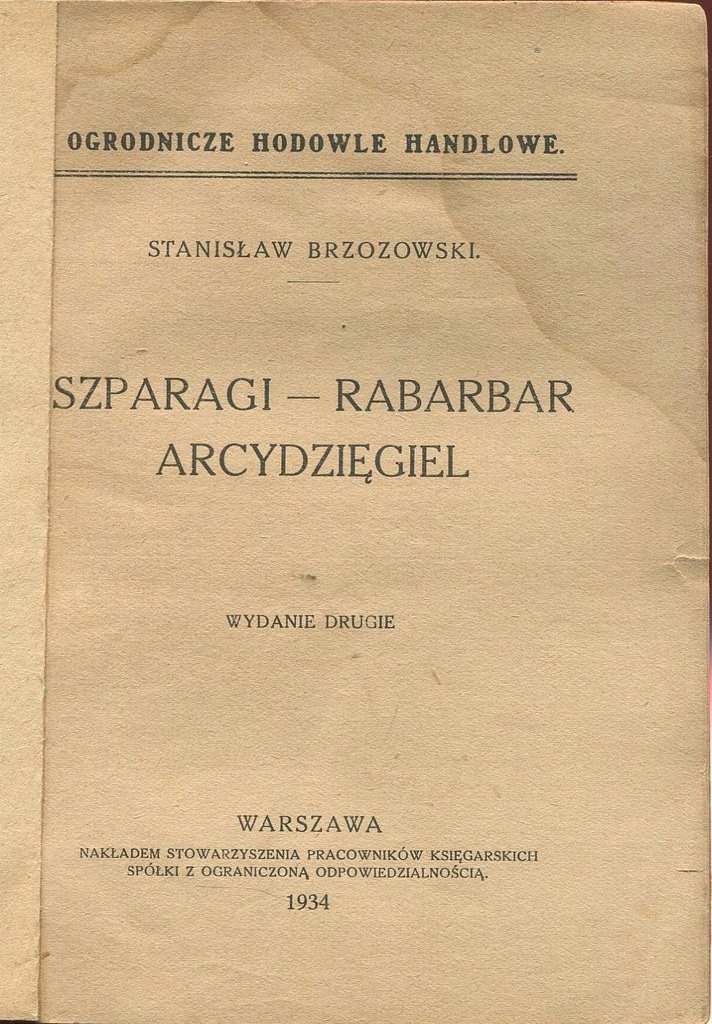 OGRODNICZE HODOWLE HANDLOWE.
STANISŁAW BRZOZOWSKI.
SZPARAGI — RABARBAR
ARCYDZIĘGIEL
WYDANIE DRUGIE
WARSZAWA
NAKŁADEM STOWARZYSZENIA PRACOWNIKÓW KSIĘGARSKICH
SPÓŁKI Z OGRANICZONĄ ODPOWIEDZIALNOŚCIĄ.
1934